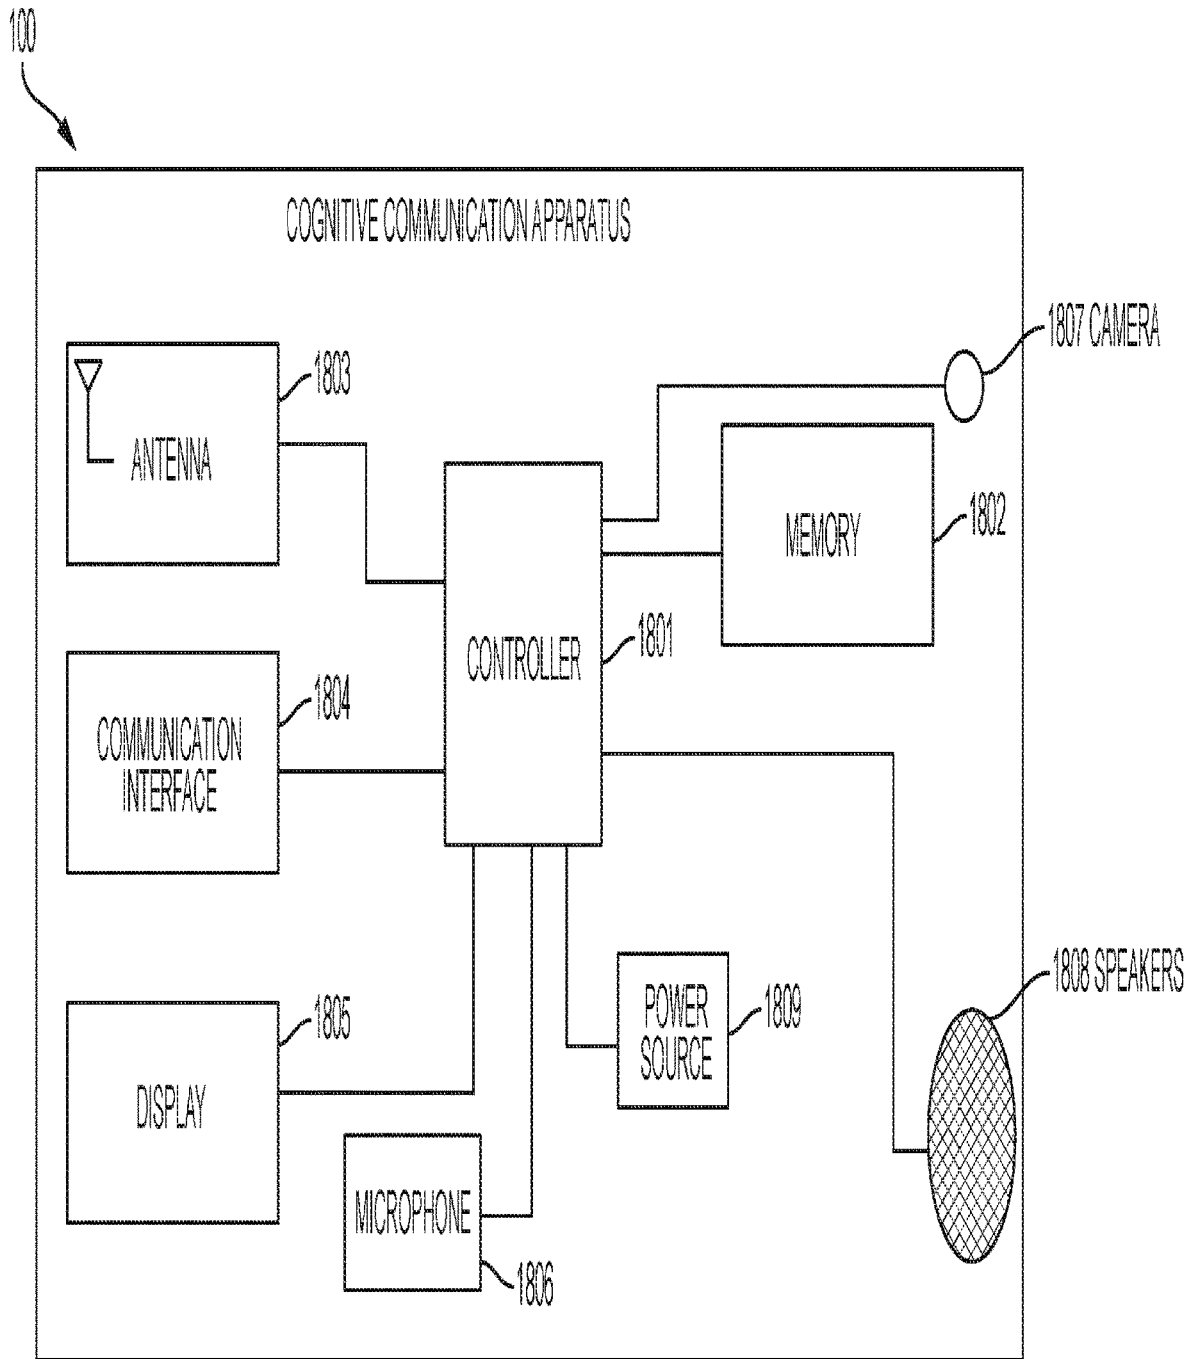 100
COGNITIVE COMMUNICATION APPARATUS
1807 CAMERA
1803
ANTENNA
MEMORY
1802
CONTROLLER
1801
1804
COMMUNICATION
INTERFACE
1808 SPEAKERS
1805
DISPLAY
POWER
SOURCE
1809
MICROPHONE
1806